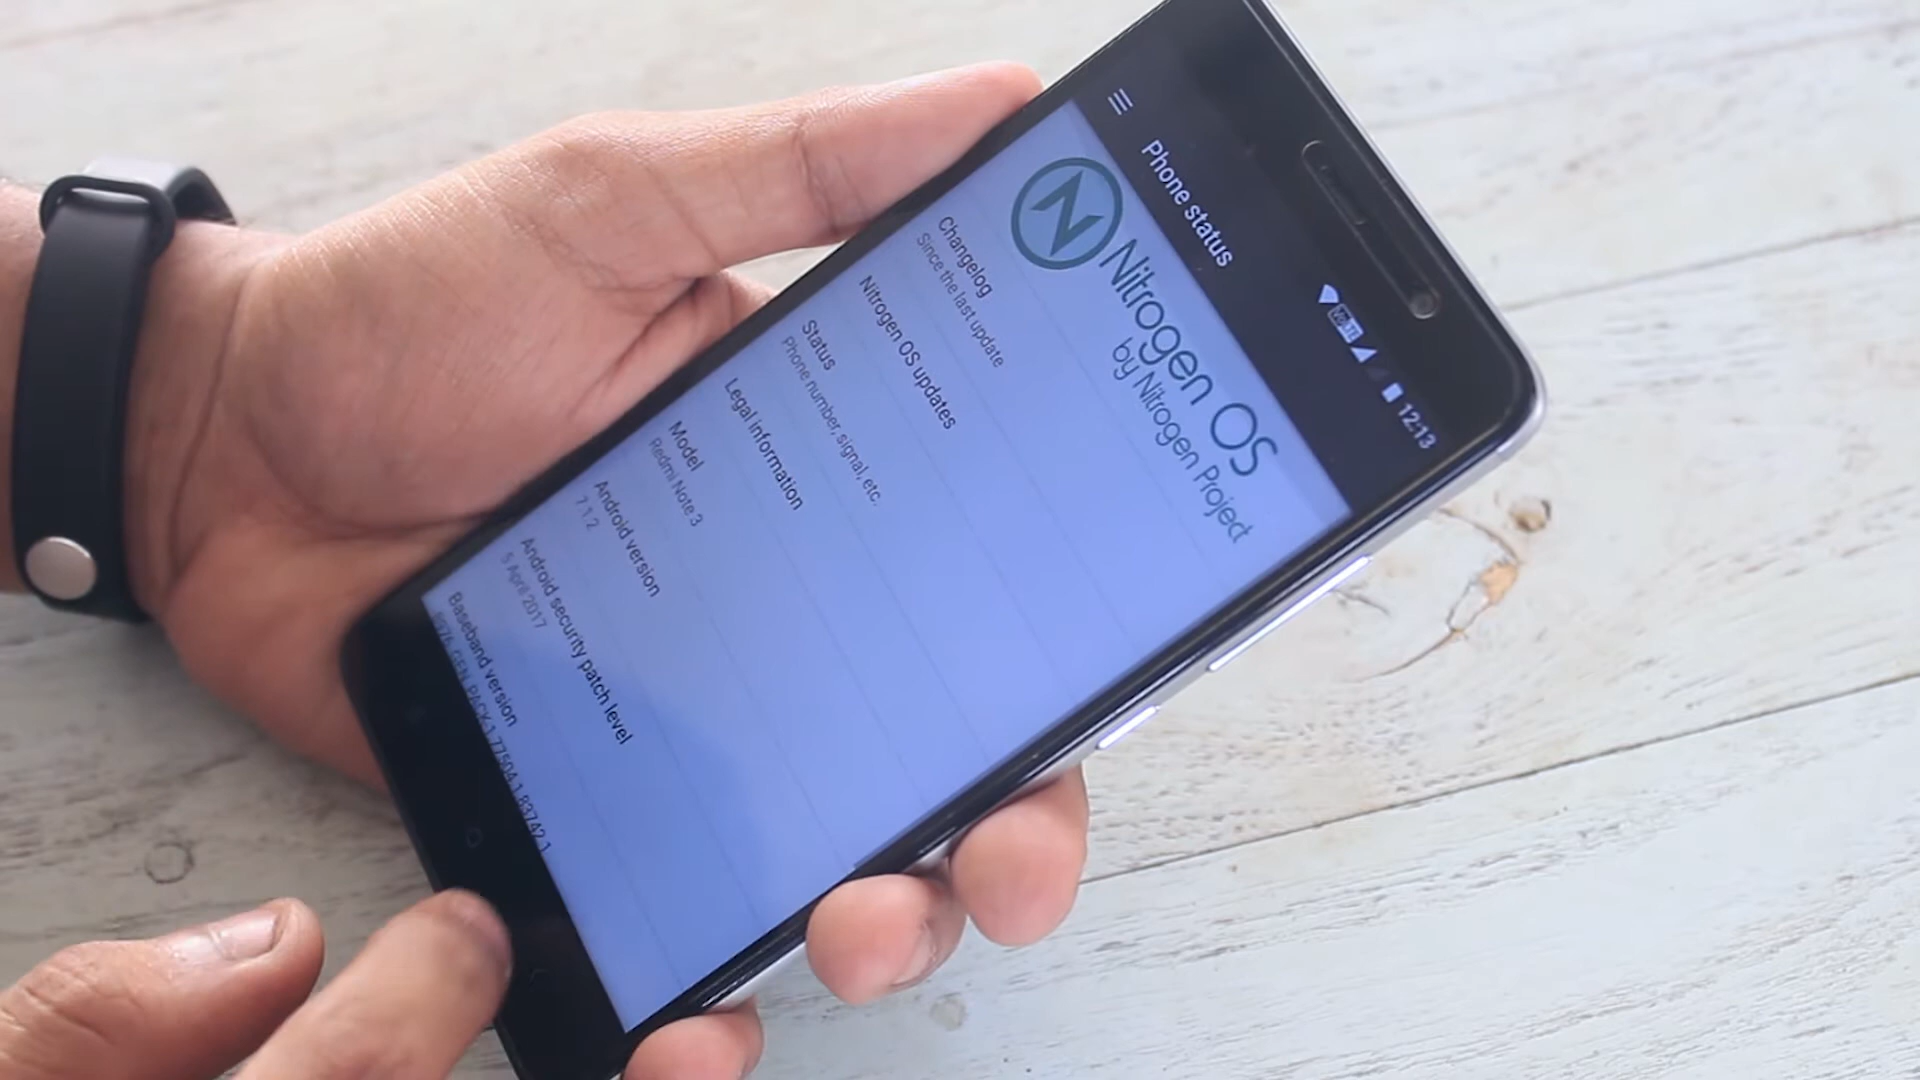 12:13
Phone status
Nitrogen OS
by Nitrogen Project
Changelog
Since the last update
Nitrogen OS updates
Status
Phone number, signal, etc.
Legal information
Model
Redmi Note 3
Android version
7.1.2
Android security patch level
5 April 2017
Baseband version